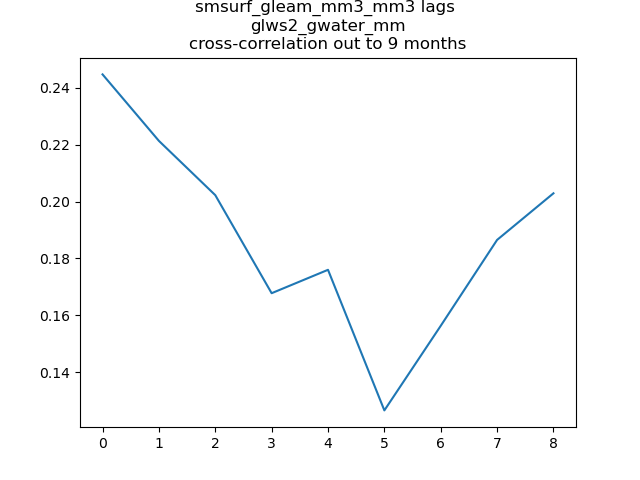 smsurf_gleam_mm3_mm3 lags
glws2_gwater_mm
cross-correlation out to 9 months
0.24
0.22
0.20
0.18
0.16
0.14
0 1 2 3 4 5 6 7 8